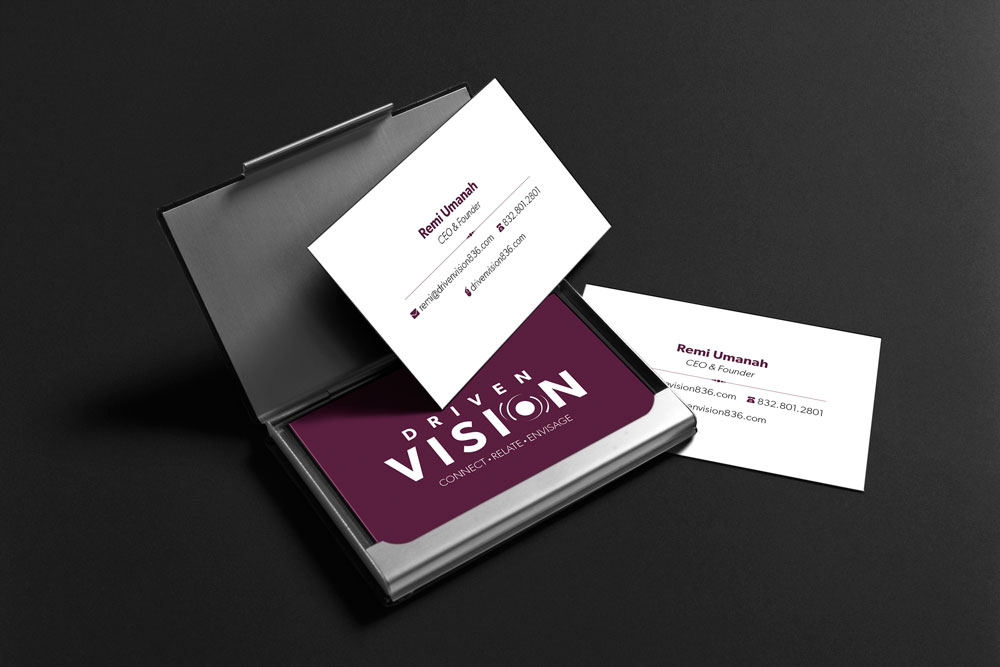 Remi Umanah
CEO & Founder
remi@drivenvision836.com 832.801.2801
drivenvision836.com
DRIVEN
VISION
CONNECT • RELATE • ENVISAGE
Remi Umanah
CEO & Founder
vision836.com 832.801.2801
envision836.com